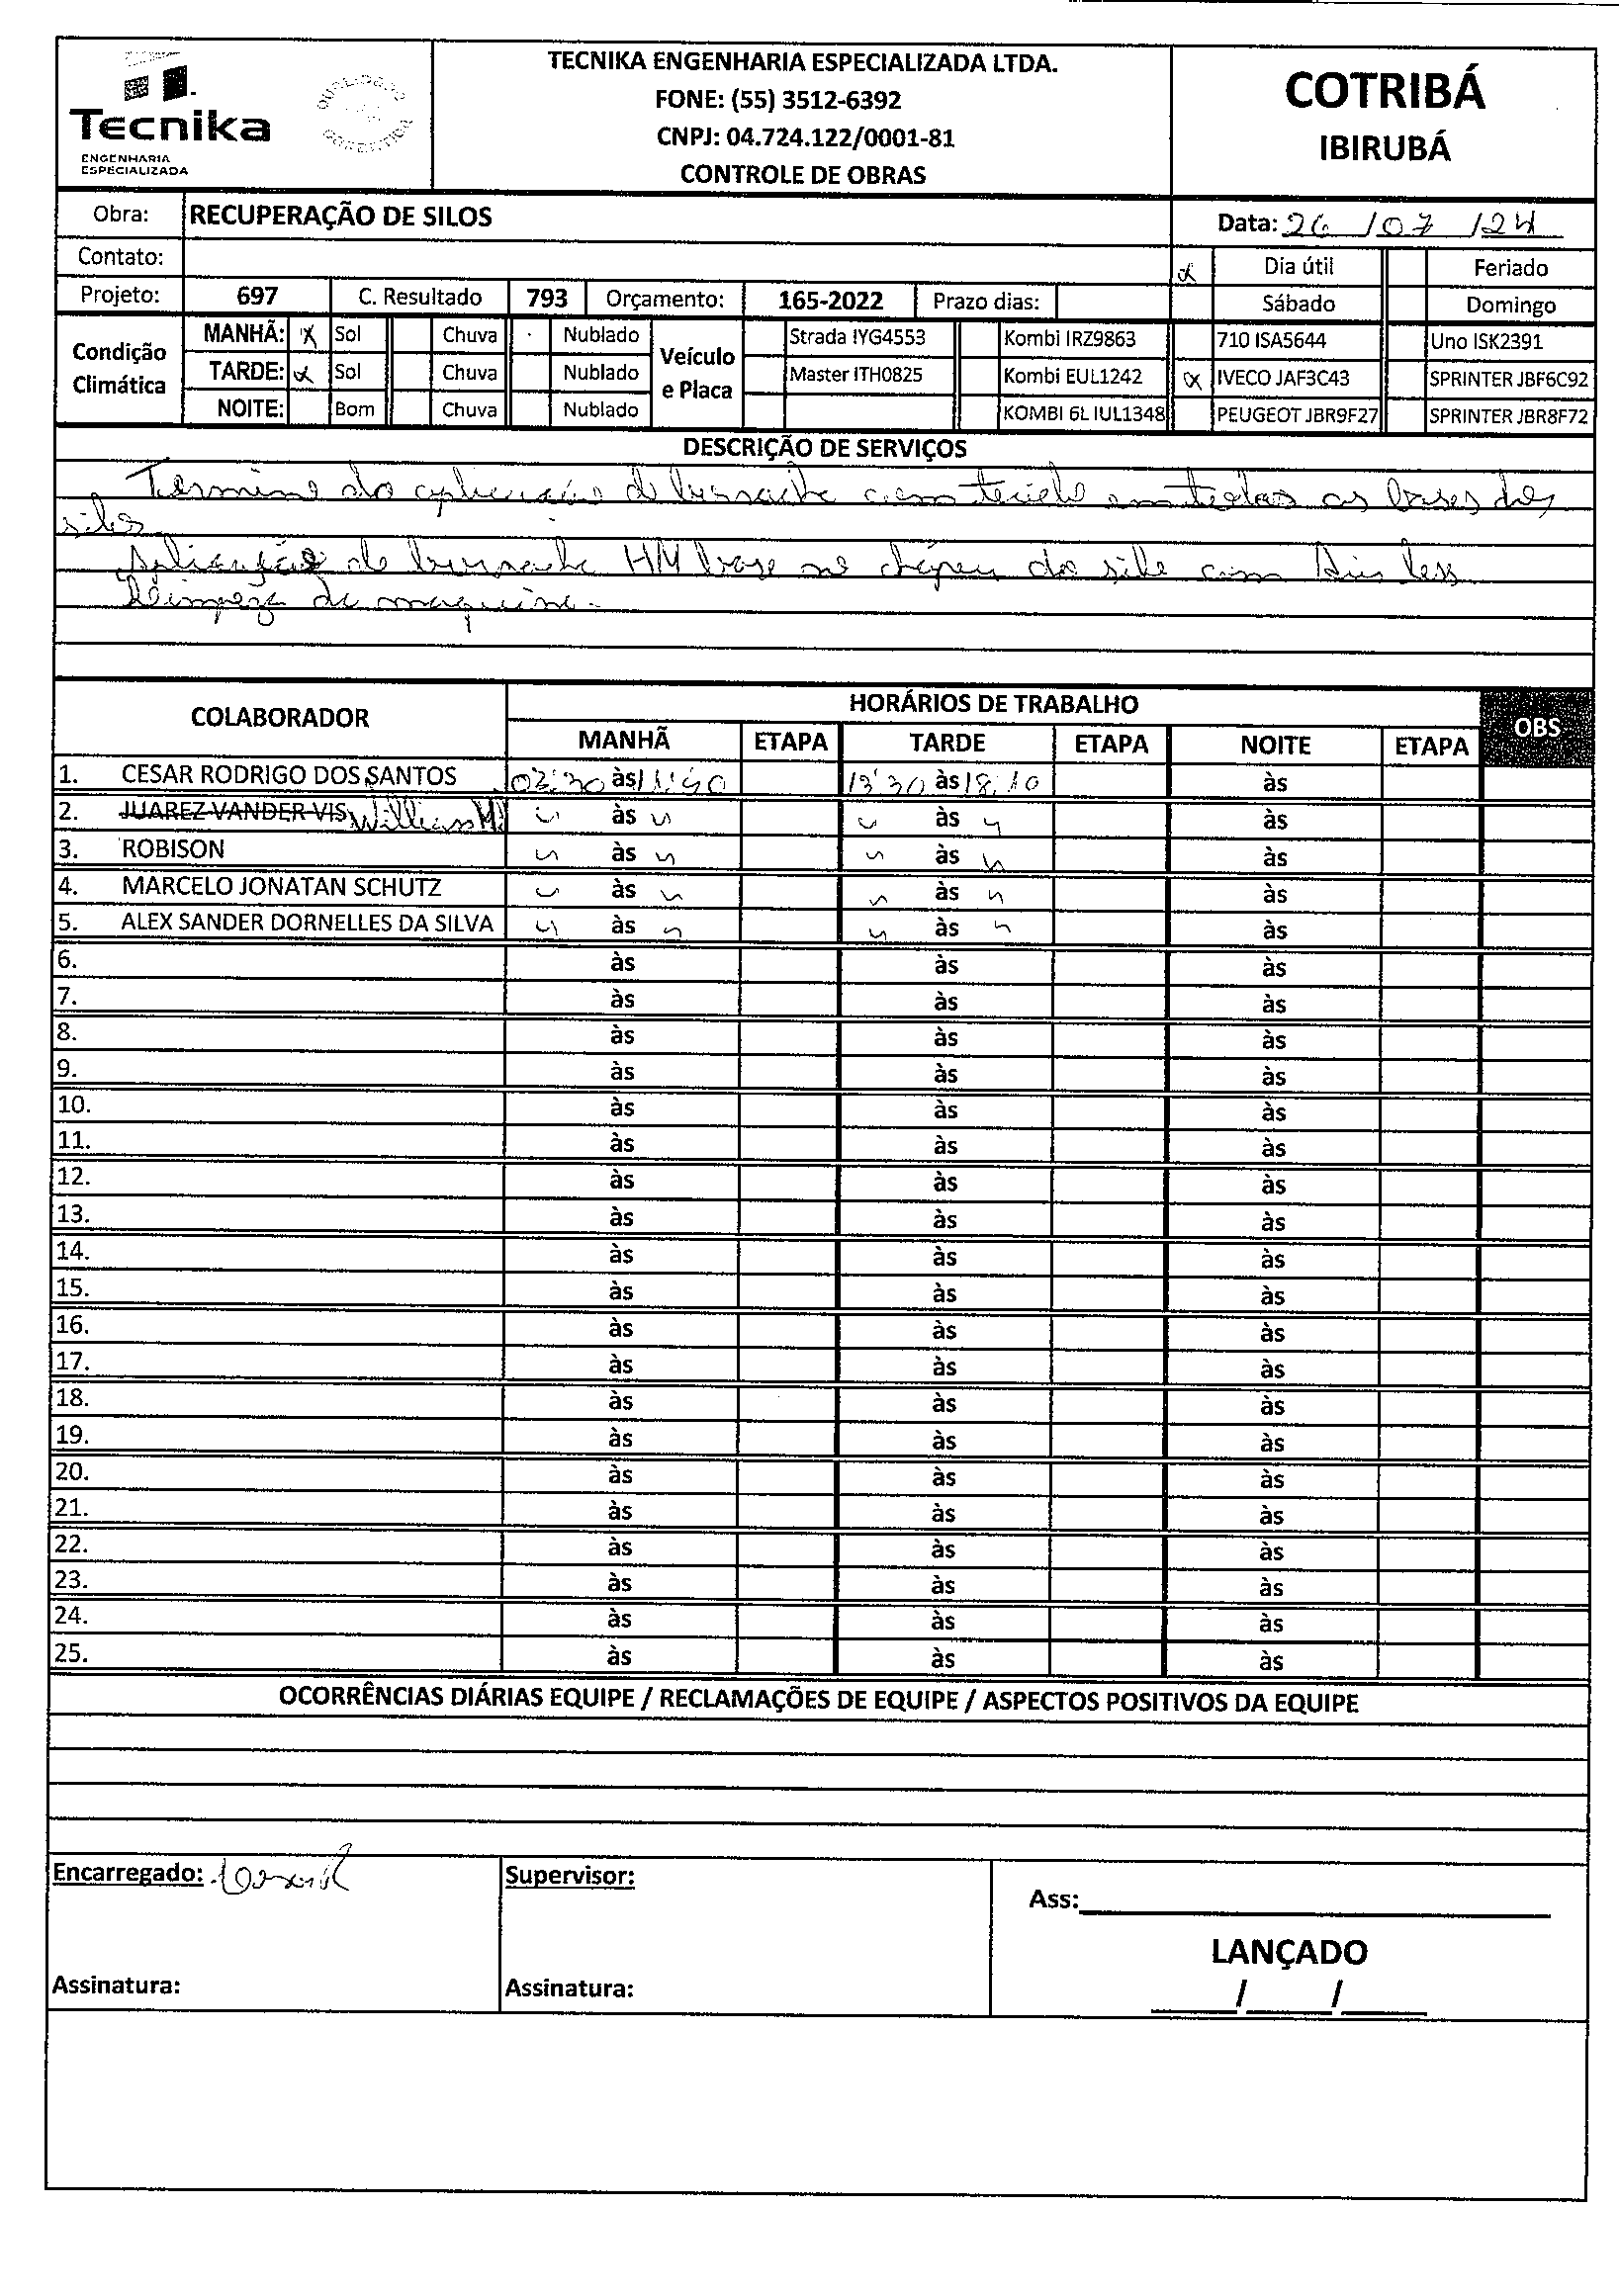 Tecnika
ENGENHARIA
ESPECIALIZADA
TECNIKA ENGENHARIA ESPECIALIZADA LTDA.
FONE: (55) 3512-6392
CNPJ: 04.724.122/0001-81
CONTROLE DE OBRAS
COTRIBÁ
IBIRUBÁ
Obra: RECUPERAÇÃO DE SILOS
Data: 26 / 07 / 24
Contato:
x Dia útil Feriado
Projeto: 697 C. Resultado 793 Orçamento: 165-2022 Prazo dias: Sábado Domingo
Condição Climática
MANHÃ: x Sol Chuva Nublado
TARDE: x Sol Chuva Nublado
NOITE: Bom Chuva Nublado
Veículo e Placa
Strada IYG4553 Kombi IRZ9863 710 ISA5644 Uno ISK2391
Master ITH0825 Kombi EUL1242 x IVECO JAF3C43 SPRINTER JBF6C92
KOMBI 6L IUL1348 PEUGEOT JBR9F27 SPRINTER JBR8F72
DESCRIÇÃO DE SERVIÇOS
Termino da aplicação de borracha com tecido em todas as bases dos
silos
Aplicação de borracha HM base no chapeu do silo com
Limpeza da maquina.
COLABORADOR HORÁRIOS DE TRABALHO OBS
MANHÃ ETAPA TARDE ETAPA NOITE ETAPA
1. CESAR RODRIGO DOS SANTOS 07:30 às 11:40 13:30 às 18:10 às
2. JUAREZ VANDER VIS Willians M. às às às
3. ROBISON às às às
4. MARCELO JONATAN SCHUTZ às às às
5. ALEX SANDER DORNELLES DA SILVA às às às
6. às às às
7. às às às
8. às às às
9. às às às
10. às às às
11. às às às
12. às às às
13. às às às
14. às às às
15. às às às
16. às às às
17. às às às
18. às às às
19. às às às
20. às às às
21. às às às
22. às às às
23. às às às
24. às às às
25. às às às
OCORRÊNCIAS DIÁRIAS EQUIPE / RECLAMAÇÕES DE EQUIPE / ASPECTOS POSITIVOS DA EQUIPE
Encarregado:
Supervisor:
Ass:
LANÇADO
Assinatura:
Assinatura:
/ /